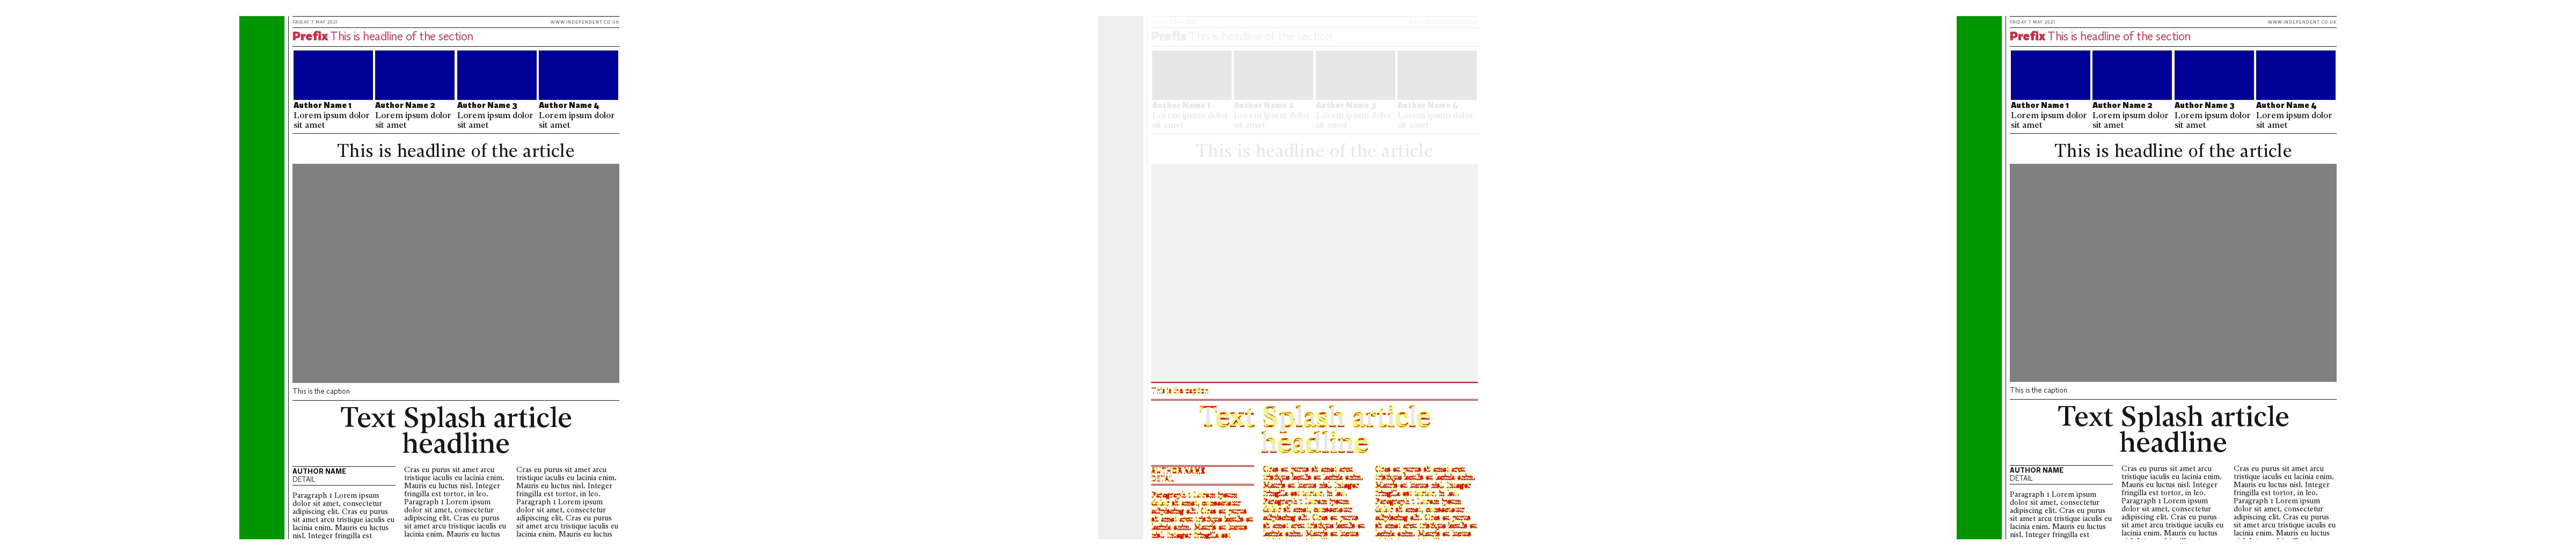 FRIDAY 7 MAY 2021
WWW.INDEPENDENT.CO.UK
Prefix This is headline of the section
Author Name 1
Lorem ipsum dolor
sit amet
Author Name 2
Lorem ipsum dolor
sit amet
Author Name 3
Lorem ipsum dolor
sit amet
Author Name 4
Lorem ipsum dolor
sit amet
This is headline of the article
This is the caption
Text Splash article
headline
AUTHOR NAME
DETAIL
Paragraph 1 Lorem ipsum
dolor sit amet, consectetur
adipiscing elit. Cras eu purus
sit amet arcu tristique iaculis eu
lacinia enim. Mauris eu luctus
nisl. Integer fringilla est
Cras eu purus sit amet arcu
tristique iaculis eu lacinia enim.
Mauris eu luctus nisl. Integer
fringilla est tortor, in leo.
Paragraph 1 Lorem ipsum
dolor sit amet, consectetur
adipiscing elit. Cras eu purus
sit amet arcu tristique iaculis eu
lacinia enim. Mauris eu luctus
Cras eu purus sit amet arcu
tristique iaculis eu lacinia enim.
Mauris eu luctus nisl. Integer
fringilla est tortor, in leo.
Paragraph 1 Lorem ipsum
dolor sit amet, consectetur
adipiscing elit. Cras eu purus
sit amet arcu tristique iaculis eu
lacinia enim. Mauris eu luctus
Prefix This is headline of the section
Author Name 1
Lorem ipsum dolor
sit amet
Author Name 2
Lorem ipsum dolor
sit amet
Author Name 3
Lorem ipsum dolor
sit amet
Author Name 4
Lorem ipsum dolor
sit amet
This is headline of the article
This is the caption
Text Splash article
headline
AUTHOR NAME
DETAIL
Paragraph 1 Lorem ipsum
dolor sit amet, consectetur
adipiscing elit. Cras eu purus
sit amet arcu tristique iaculis eu
lacinia enim. Mauris eu luctus
nisl. Integer fringilla est
Cras eu purus sit amet arcu
tristique iaculis eu lacinia enim.
Mauris eu luctus nisl. Integer
fringilla est tortor, in leo.
Paragraph 1 Lorem ipsum
dolor sit amet, consectetur
adipiscing elit. Cras eu purus
sit amet arcu tristique iaculis eu
lacinia enim. Mauris eu luctus
Cras eu purus sit amet arcu
tristique iaculis eu lacinia enim.
Mauris eu luctus nisl. Integer
fringilla est tortor, in leo.
Paragraph 1 Lorem ipsum
dolor sit amet, consectetur
adipiscing elit. Cras eu purus
sit amet arcu tristique iaculis eu
lacinia enim. Mauris eu luctus
FRIDAY 7 MAY 2021
WWW.INDEPENDENT.CO.UK
Prefix This is headline of the section
Author Name 1
Lorem ipsum dolor
sit amet
Author Name 2
Lorem ipsum dolor
sit amet
Author Name 3
Lorem ipsum dolor
sit amet
Author Name 4
Lorem ipsum dolor
sit amet
This is headline of the article
This is the caption
Text Splash article
headline
AUTHOR NAME
DETAIL
Paragraph 1 Lorem ipsum
dolor sit amet, consectetur
adipiscing elit. Cras eu purus
sit amet arcu tristique iaculis eu
lacinia enim. Mauris eu luctus
nisl. Integer fringilla est
Cras eu purus sit amet arcu
tristique iaculis eu lacinia enim.
Mauris eu luctus nisl. Integer
fringilla est tortor, in leo.
Paragraph 1 Lorem ipsum
dolor sit amet, consectetur
adipiscing elit. Cras eu purus
sit amet arcu tristique iaculis eu
lacinia enim. Mauris eu luctus
Cras eu purus sit amet arcu
tristique iaculis eu lacinia enim.
Mauris eu luctus nisl. Integer
fringilla est tortor, in leo.
Paragraph 1 Lorem ipsum
dolor sit amet, consectetur
adipiscing elit. Cras eu purus
sit amet arcu tristique iaculis eu
lacinia enim. Mauris eu luctus